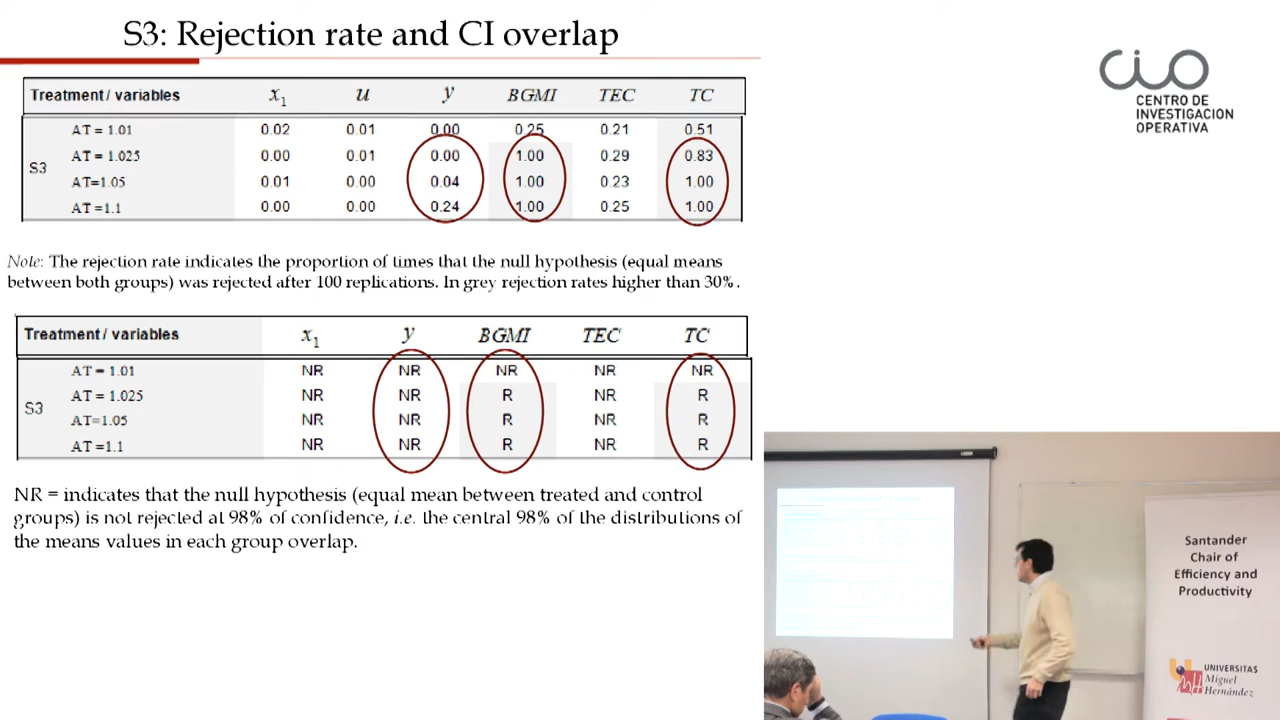 S3: Rejection rate and CI overlap
Treatment / variables x1 u y BGMI TEC TC
AT = 1.01 0.02 0.01 0.00 0.25 0.21 0.51
AT = 1.025 0.00 0.01 0.00 1.00 0.29 0.83
S3
AT=1.05 0.01 0.00 0.04 1.00 0.23 1.00
AT =1.1 0.00 0.00 0.24 1.00 0.25 1.00
Note: The rejection rate indicates the proportion of times that the null hypothesis (equal means
between both groups) was rejected after 100 replications. In grey rejection rates higher than 30%.
Treatment / variables x1 y BGMI TEC TC
AT = 1.01 NR NR NR NR NR
AT = 1.025 NR NR R NR R
S3
AT=1.05 NR NR R NR R
AT =1.1 NR NR R NR R
NR = indicates that the null hypothesis (equal mean between treated and control
groups) is not rejected at 98% of confidence, i.e. the central 98% of the distributions of
the means values in each group overlap.
CIO
CENTRO DE
INVESTIGACION
OPERATIVA
Santander
Chair of
Efficiency and
Productivity
UNIVERSITAS
Miguel
Hernández